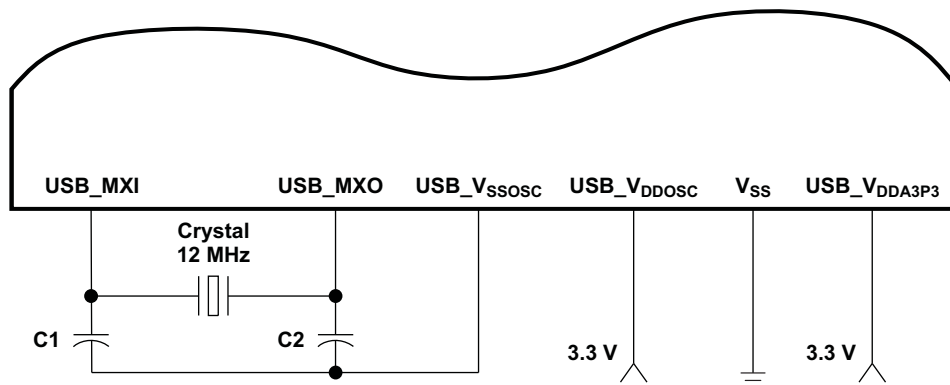 USB_MXI USB_MXO USB_VSSOSC USB_VDDOSC VSS USB_VDDA3P3
Crystal
12 MHz
C1 C2
3.3 V 3.3 V